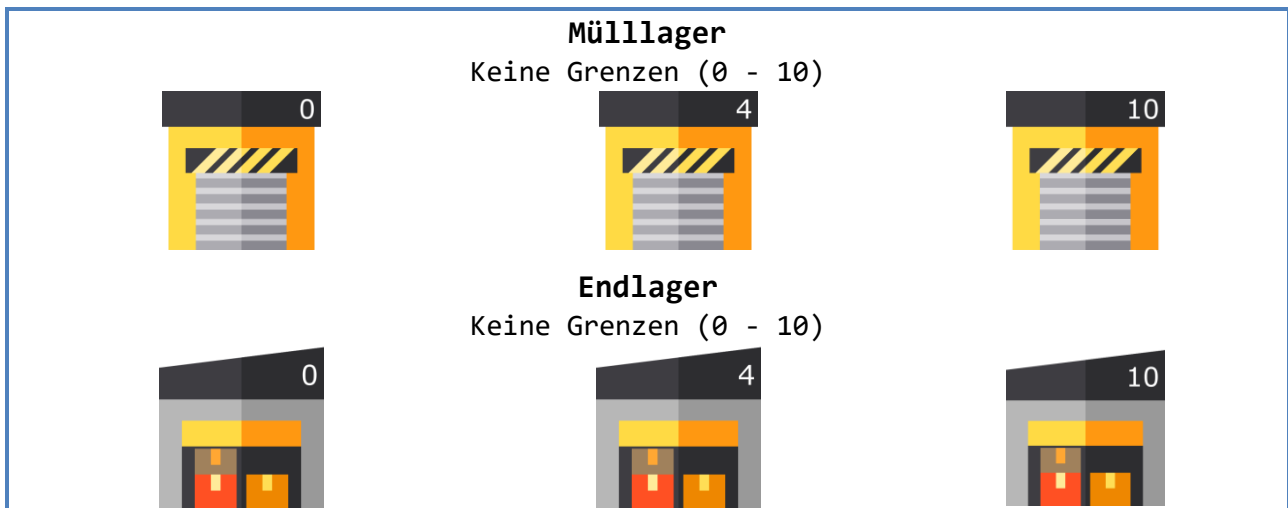 Mülllager
Keine Grenzen (0 - 10)
0 4 10
Endlager
Keine Grenzen (0 - 10)
0 4 10